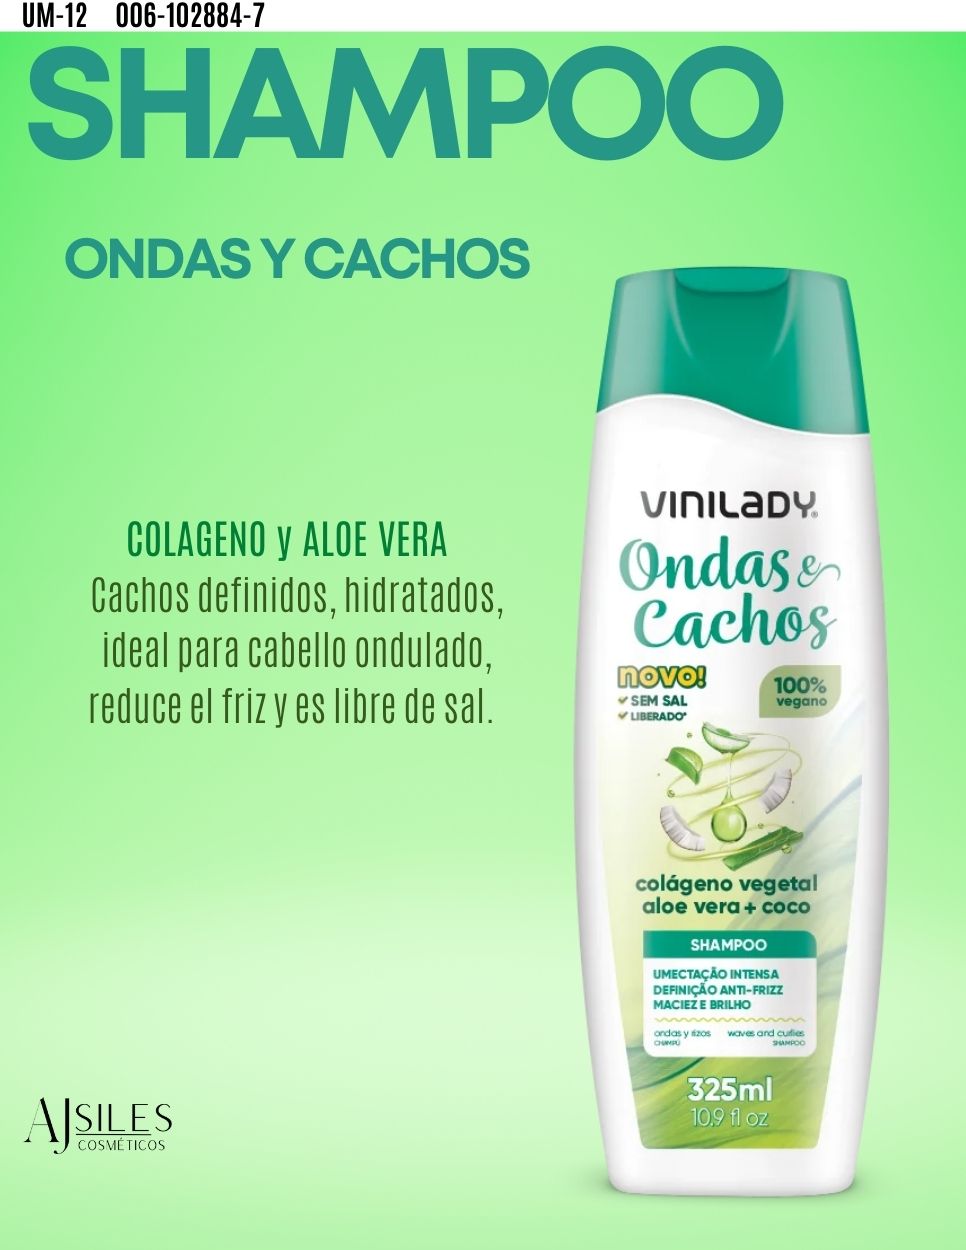 UM-12 006-102884-7
SHAMPOO
ONDAS Y CACHOS
COLAGENO y ALOE VERA
Cachos definidos, hidratados,
ideal para cabello ondulado,
reduce el friz y es libre de sal.
VINILADY®
Ondas e
Cachos
NOVO!
SEM SAL
LIBERADO*
100%
vegano
colágeno vegetal
aloe vera + coco
SHAMPOO
UMECTAÇÃO INTENSA
DEFINIÇÃO ANTI-FRIZZ
MACIEZ E BRILHO
ondas y rizos waves and curlies
CHAMPÚ SHAMPOO
325ml
10.9 fl oz
AJSILES
COSMÉTICOS